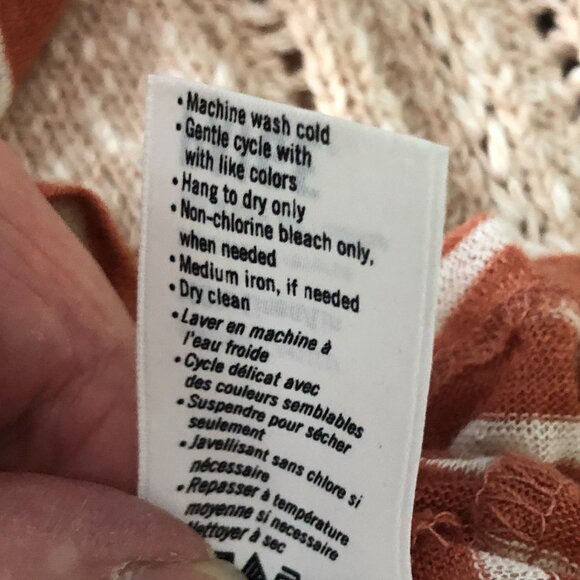 • Machine wash cold
• Gentle cycle with
with like colors
• Hang to dry only
• Non-chlorine bleach only,
when needed
• Medium iron, if needed
• Dry clean
• Laver en machine à
l'eau froide
• Cycle délicat avec
des couleurs semblables
• Suspendre pour sécher
seulement
• Javellisant sans chlore si
nécessaire
• Repasser à température
moyenne si necessaire
Nettoyer à sec